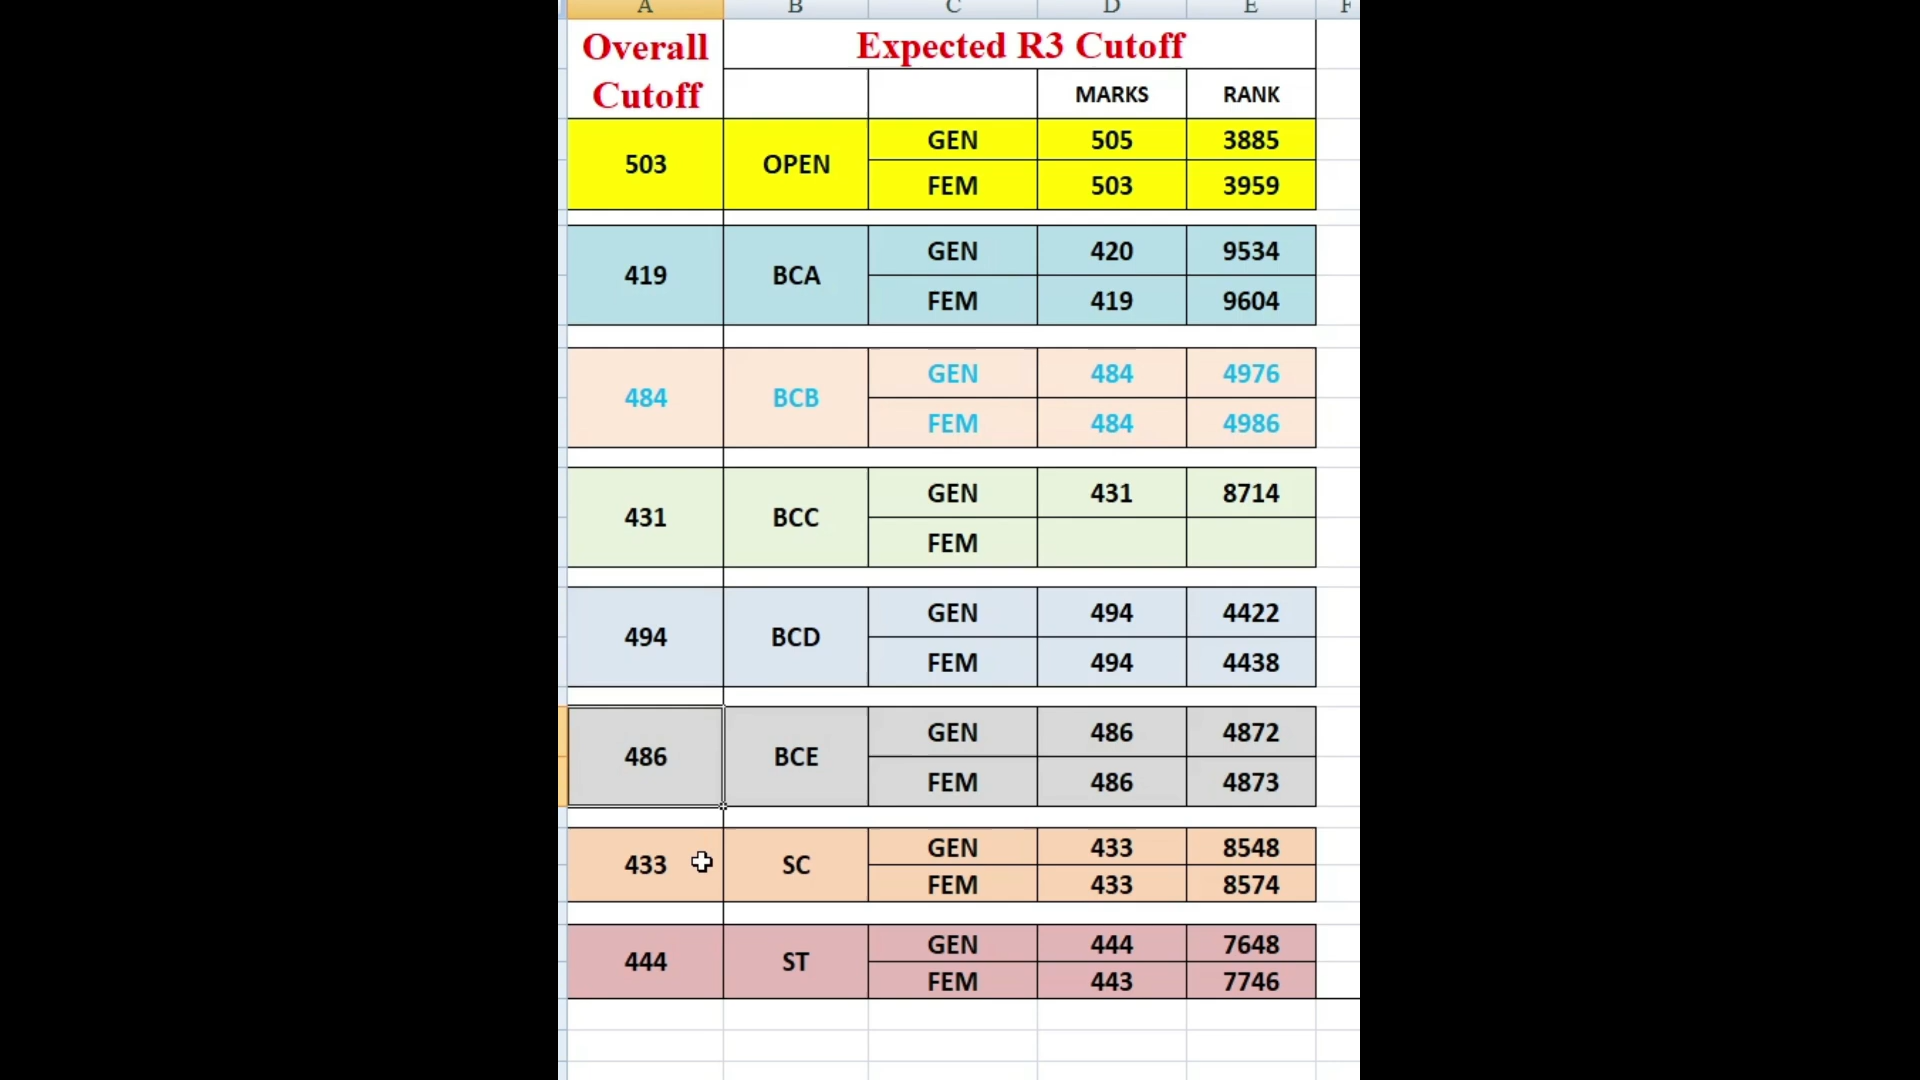 A B C D E F
Overall Cutoff Expected R3 Cutoff
MARKS RANK
503 OPEN GEN 505 3885
FEM 503 3959
419 BCA GEN 420 9534
FEM 419 9604
484 BCB GEN 484 4976
FEM 484 4986
431 BCC GEN 431 8714
FEM
494 BCD GEN 494 4422
FEM 494 4438
486 BCE GEN 486 4872
FEM 486 4873
433 SC GEN 433 8548
FEM 433 8574
444 ST GEN 444 7648
FEM 443 7746